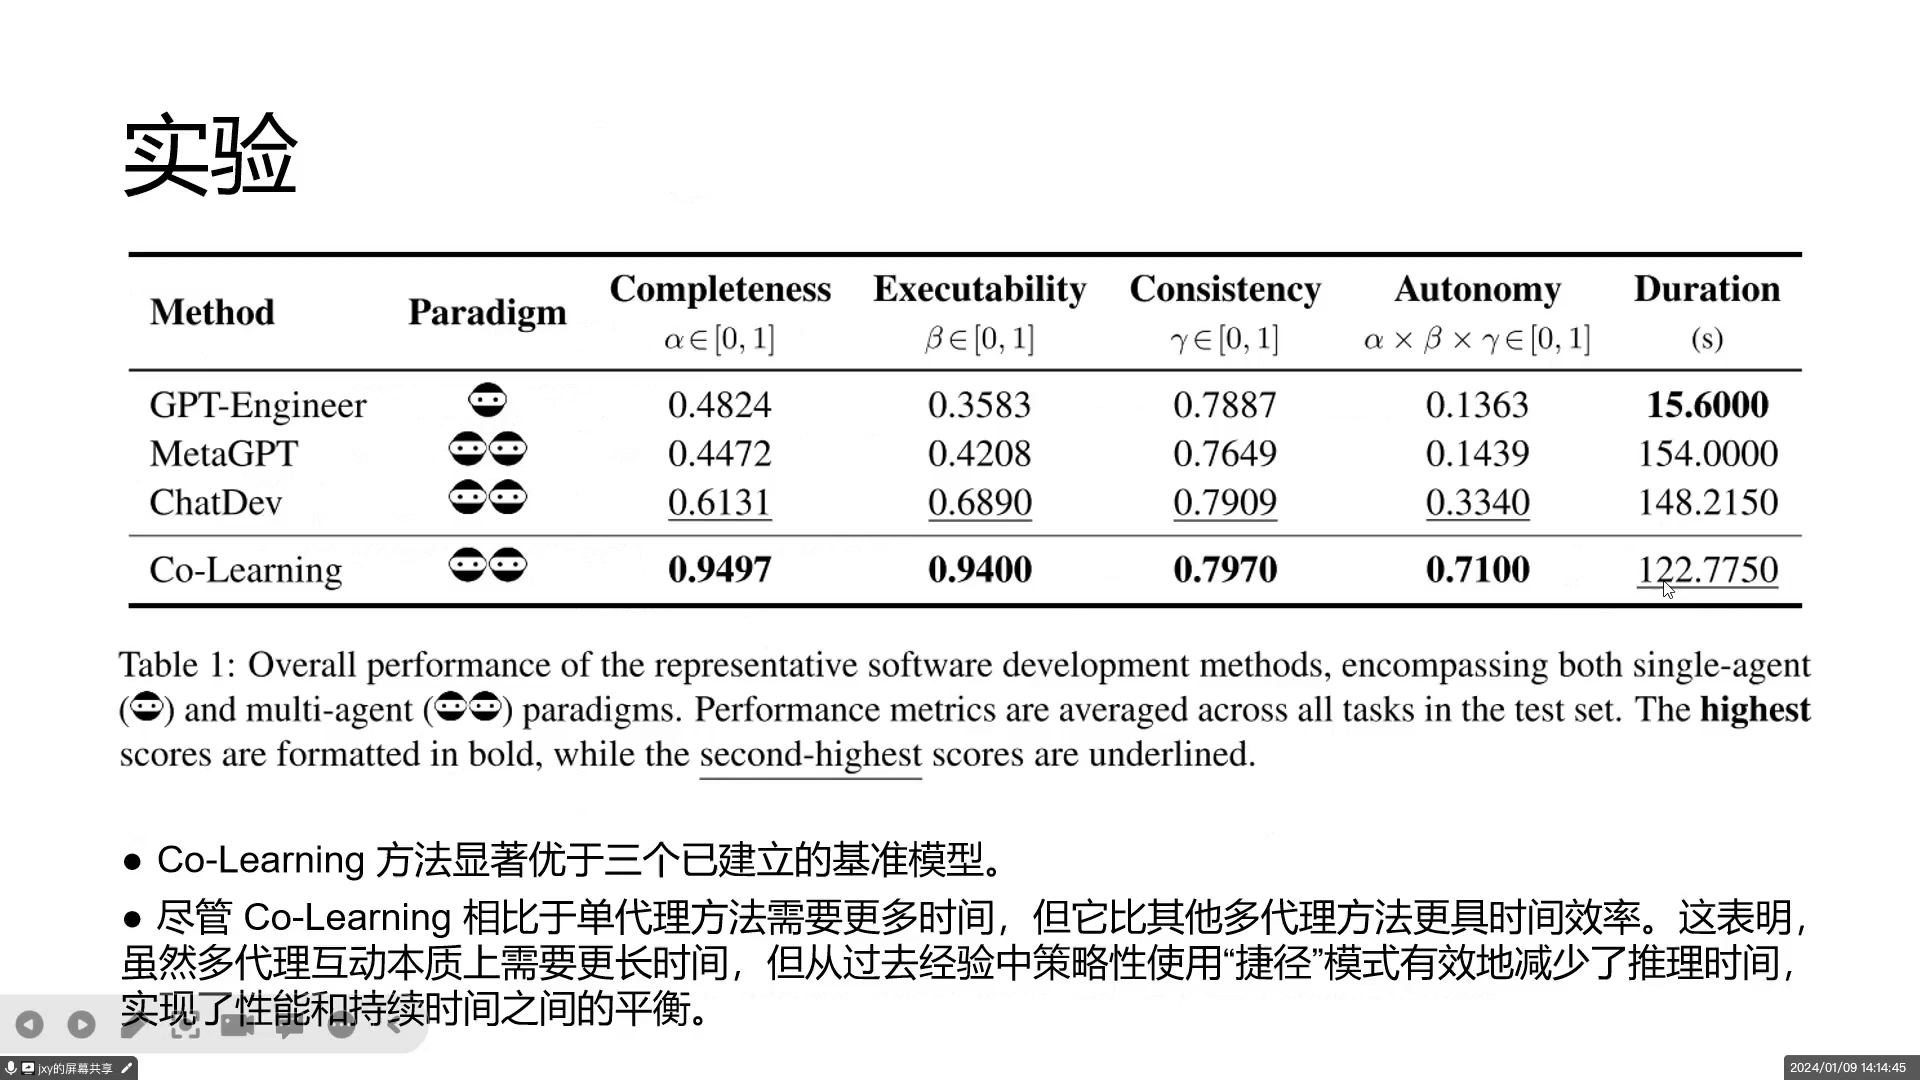 实验
Method Paradigm Completeness Executability Consistency Autonomy Duration
α∈[0, 1] β∈[0, 1] γ∈[0, 1] α × β × γ∈[0, 1] (s)
GPT-Engineer 0.4824 0.3583 0.7887 0.1363 15.6000
MetaGPT 0.4472 0.4208 0.7649 0.1439 154.0000
ChatDev 0.6131 0.6890 0.7909 0.3340 148.2150
Co-Learning 0.9497 0.9400 0.7970 0.7100 122.7750
Table 1: Overall performance of the representative software development methods, encompassing both single-agent
() and multi-agent () paradigms. Performance metrics are averaged across all tasks in the test set. The highest
scores are formatted in bold, while the second-highest scores are underlined.
● Co-Learning 方法显著优于三个已建立的基准模型。
● 尽管 Co-Learning 相比于单代理方法需要更多时间，但它比其他多代理方法更具时间效率。这表明，
虽然多代理互动本质上需要更长时间，但从过去经验中策略性使用“捷径”模式有效地减少了推理时间，
实现了性能和持续时间之间的平衡。
jxy的屏幕共享
2024/01/09 14:14:45